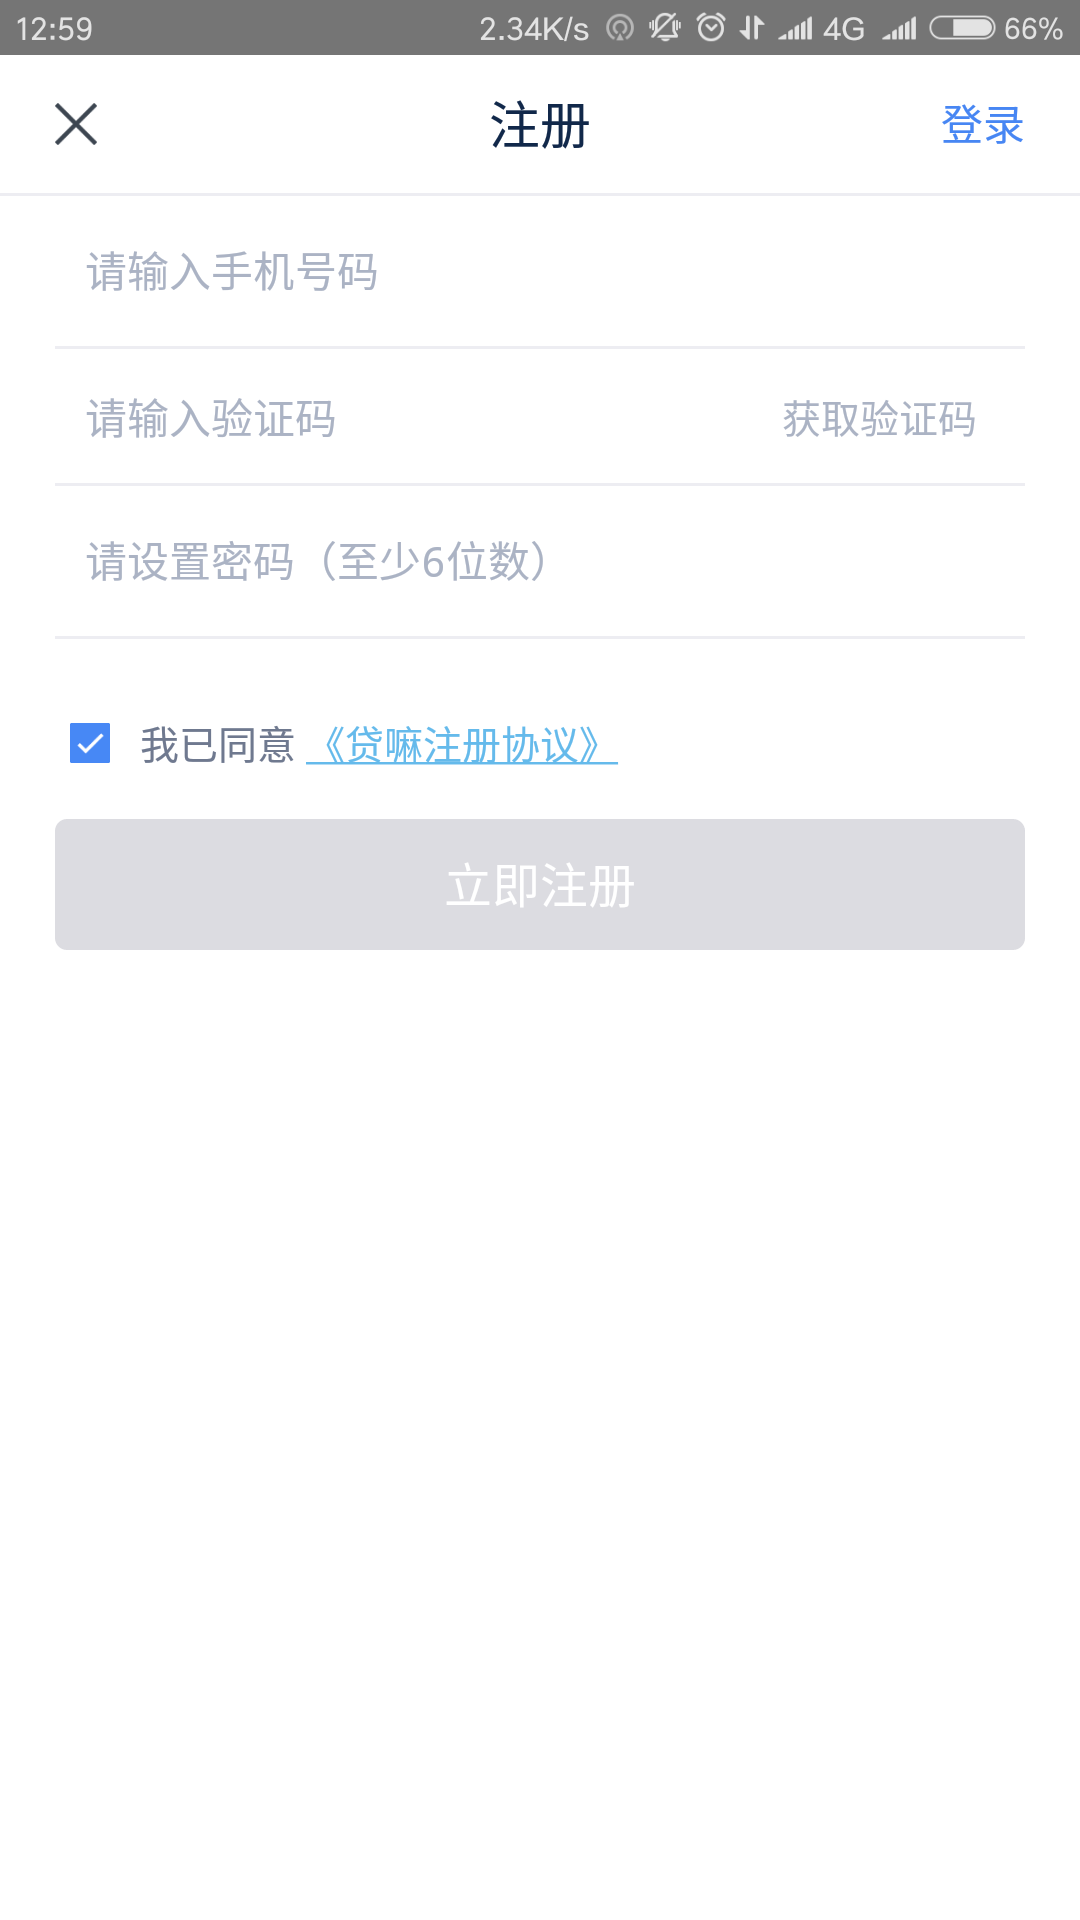 12:59 2.34K/s 4G 66%
注册 登录
请输入手机号码
请输入验证码 获取验证码
请设置密码（至少6位数）
我已同意 《贷嘛注册协议》
立即注册